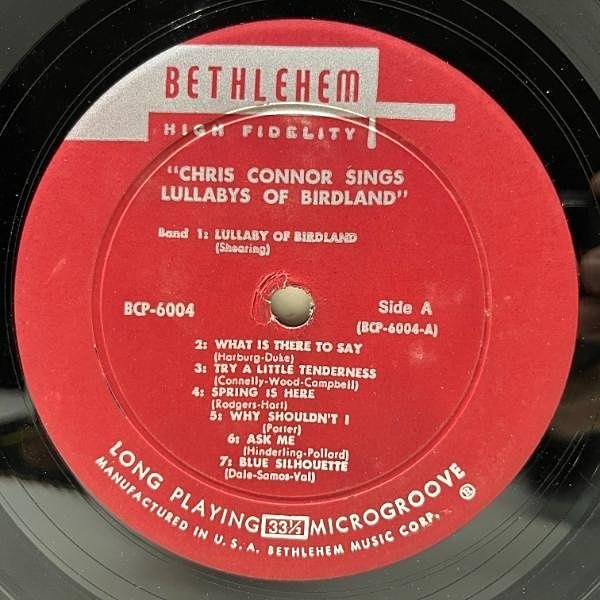 BETHLEHEM
HIGH FIDELITY
"CHRIS CONNOR SINGS
LULLABYS OF BIRDLAND"
Band 1: LULLABY OF BIRDLAND
(Shearing)
BCP-6004
Side A
(BCP-6004-A)
2: WHAT IS THERE TO SAY
(Harburg-Duke)
3: TRY A LITTLE TENDERNESS
(Connelly-Wood-Campbell)
4: SPRING IS HERE
(Rodgers-Hart)
5: WHY SHOULDN'T I
(Porter)
6: ASK ME
(Hinderling-Pollard)
7: BLUE SILHOUETTE
(Dale-Samos-Val)
LONG PLAYING 33⅓ MICROGROOVE ®
MANUFACTURED IN U.S.A. BETHLEHEM MUSIC CORP.